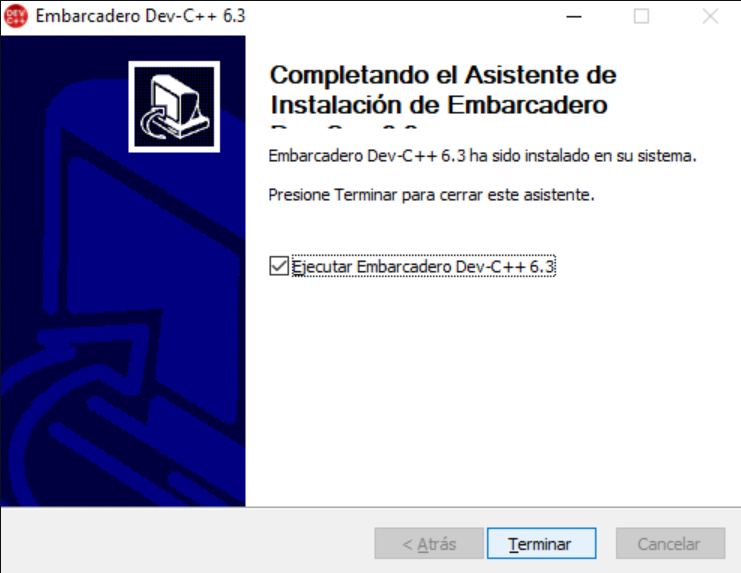 DEV C++ Embarcadero Dev-C++ 6.3
Completando el Asistente de
Instalación de Embarcadero
Embarcadero Dev-C++ 6.3 ha sido instalado en su sistema.
Presione Terminar para cerrar este asistente.
Ejecutar Embarcadero Dev-C++ 6.3
< Atrás
Terminar
Cancelar